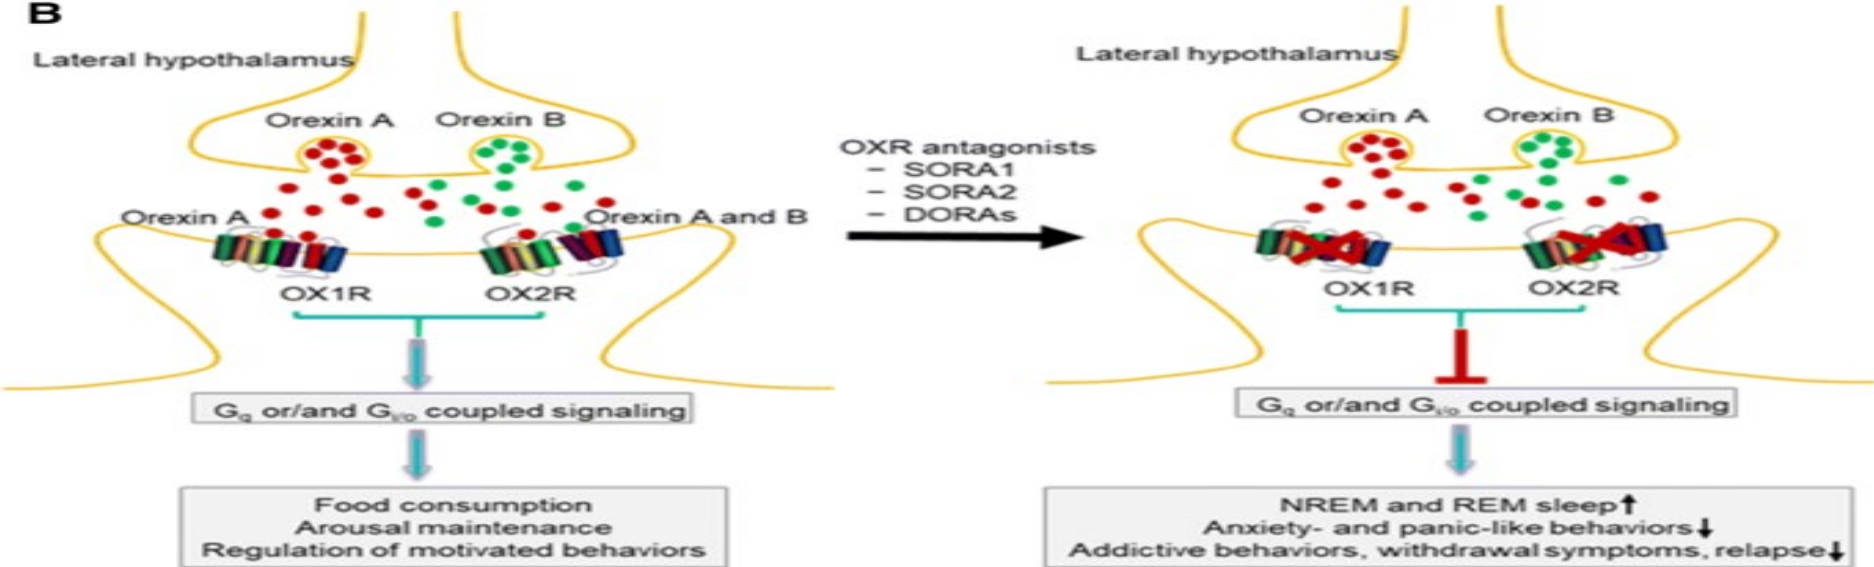 B
Lateral hypothalamus
Orexin A
Orexin B
Orexin A
Orexin A and B
OX1R
OX2R
Gq or/and Gi/o coupled signaling
Food consumption
Arousal maintenance
Regulation of motivated behaviors
OXR antagonists
- SORA1
- SORA2
- DORAs
Lateral hypothalamus
Orexin A
Orexin B
OX1R
OX2R
Gq or/and Gi/o coupled signaling
NREM and REM sleep↑
Anxiety- and panic-like behaviors↓
Addictive behaviors, withdrawal symptoms, relapse↓